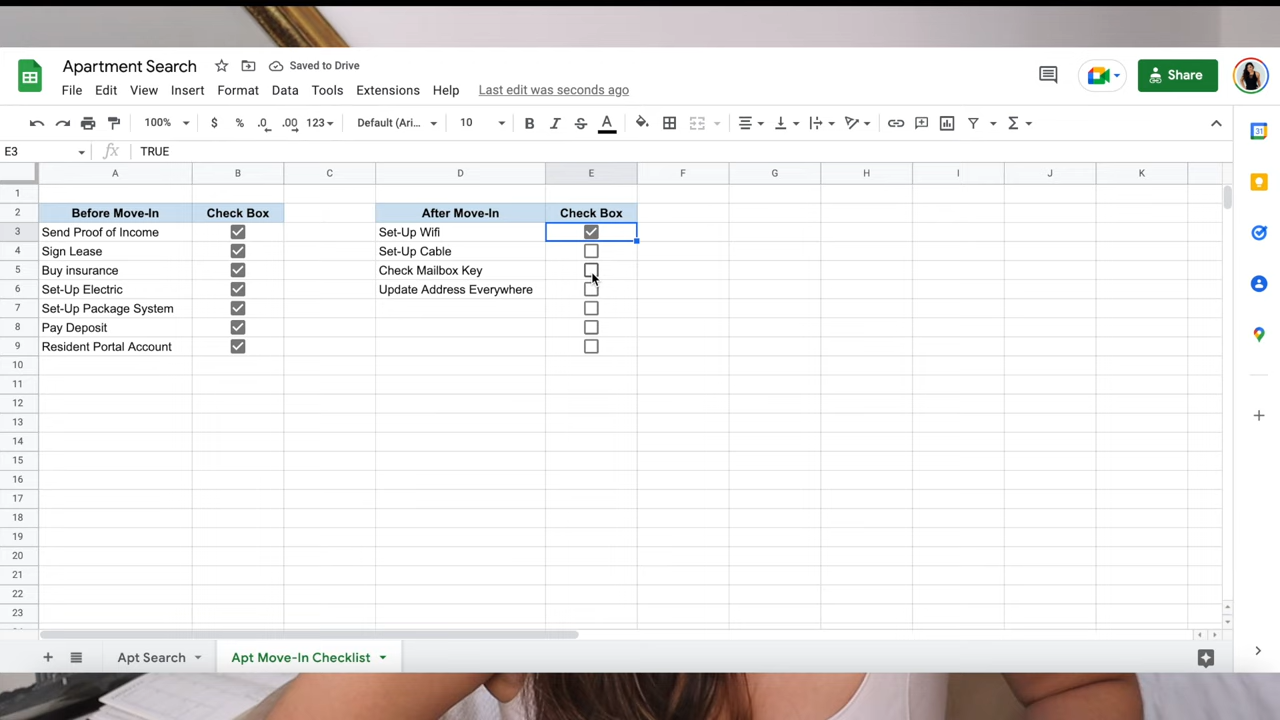 Apartment Search
Saved to Drive
File Edit View Insert Format Data Tools Extensions Help Last edit was seconds ago
Share
100% $ % .0 .00 123 Default (Ari... 10 B I S A
E3 fx TRUE
A B C D E F G H I J K
1
2 Before Move-In Check Box After Move-In Check Box
3 Send Proof of Income Set-Up Wifi
4 Sign Lease Set-Up Cable
5 Buy insurance Check Mailbox Key
6 Set-Up Electric Update Address Everywhere
7 Set-Up Package System
8 Pay Deposit
9 Resident Portal Account
10
11
12
13
14
15
16
17
18
19
20
21
22
23
Apt Search Apt Move-In Checklist
31